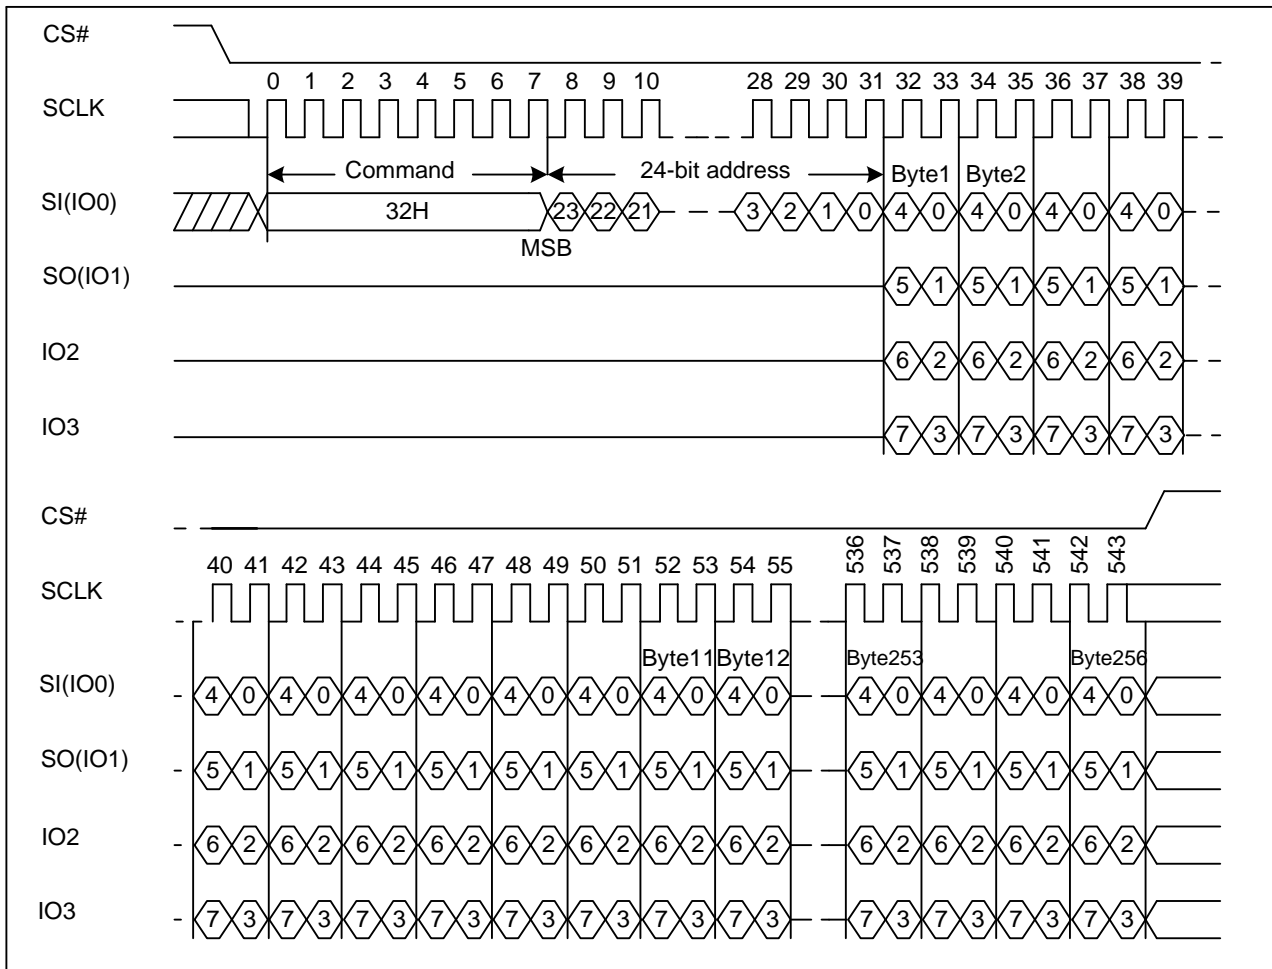 CS#
0 1 2 3 4 5 6 7 8 9 10 28 29 30 31 32 33 34 35 36 37 38 39
SCLK
Command 24-bit address Byte1 Byte2
SI(IO0) 32H 23 22 21 3 2 1 0 4 0 4 0 4 0 4 0
MSB
SO(IO1) 5 1 5 1 5 1 5 1
IO2 6 2 6 2 6 2 6 2
IO3 7 3 7 3 7 3 7 3
CS#
40 41 42 43 44 45 46 47 48 49 50 51 52 53 54 55 536 537 538 539 540 541 542 543
SCLK
Byte11 Byte12 Byte253 Byte256
SI(IO0) 4 0 4 0 4 0 4 0 4 0 4 0 4 0 4 0 4 0 4 0 4 0 4 0
SO(IO1) 5 1 5 1 5 1 5 1 5 1 5 1 5 1 5 1 5 1 5 1 5 1 5 1
IO2 6 2 6 2 6 2 6 2 6 2 6 2 6 2 6 2 6 2 6 2 6 2 6 2
IO3 7 3 7 3 7 3 7 3 7 3 7 3 7 3 7 3 7 3 7 3 7 3 7 3